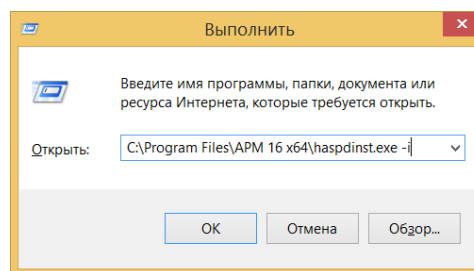 Выполнить
Введите имя программы, папки, документа или
ресурса Интернета, которые требуется открыть.
Открыть:
C:\Program Files\APM 16 x64\haspdinst.exe -i
ОК
Отмена
Обзор...